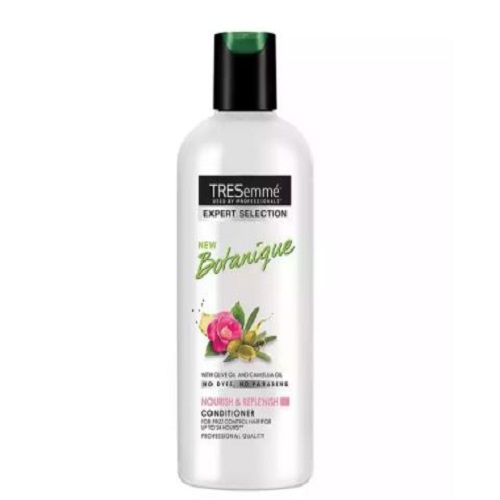 TRESemmé
USED BY PROFESSIONALS
EXPERT SELECTION
NEW
Botanique
WITH OLIVE OIL AND CAMELLIA OIL
NO DYES, NO PARABENS
NOURISH & REPLENISH
CONDITIONER
FOR FRIZZ CONTROL HAIR FOR
UP TO 24 HOURS**
PROFESSIONAL QUALITY